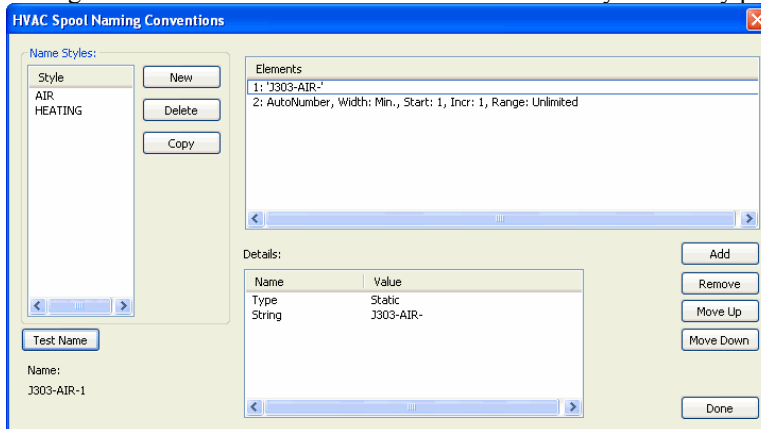 HVAC Spool Naming Conventions
Name Styles:
Style
AIR
HEATING
New
Delete
Copy
Elements
1: 'J303-AIR-'
2: AutoNumber, Width: Min., Start: 1, Incr: 1, Range: Unlimited
Details:
Name Value
Type Static
String J303-AIR-
Add
Remove
Move Up
Move Down
Test Name
Name:
J303-AIR-1
Done